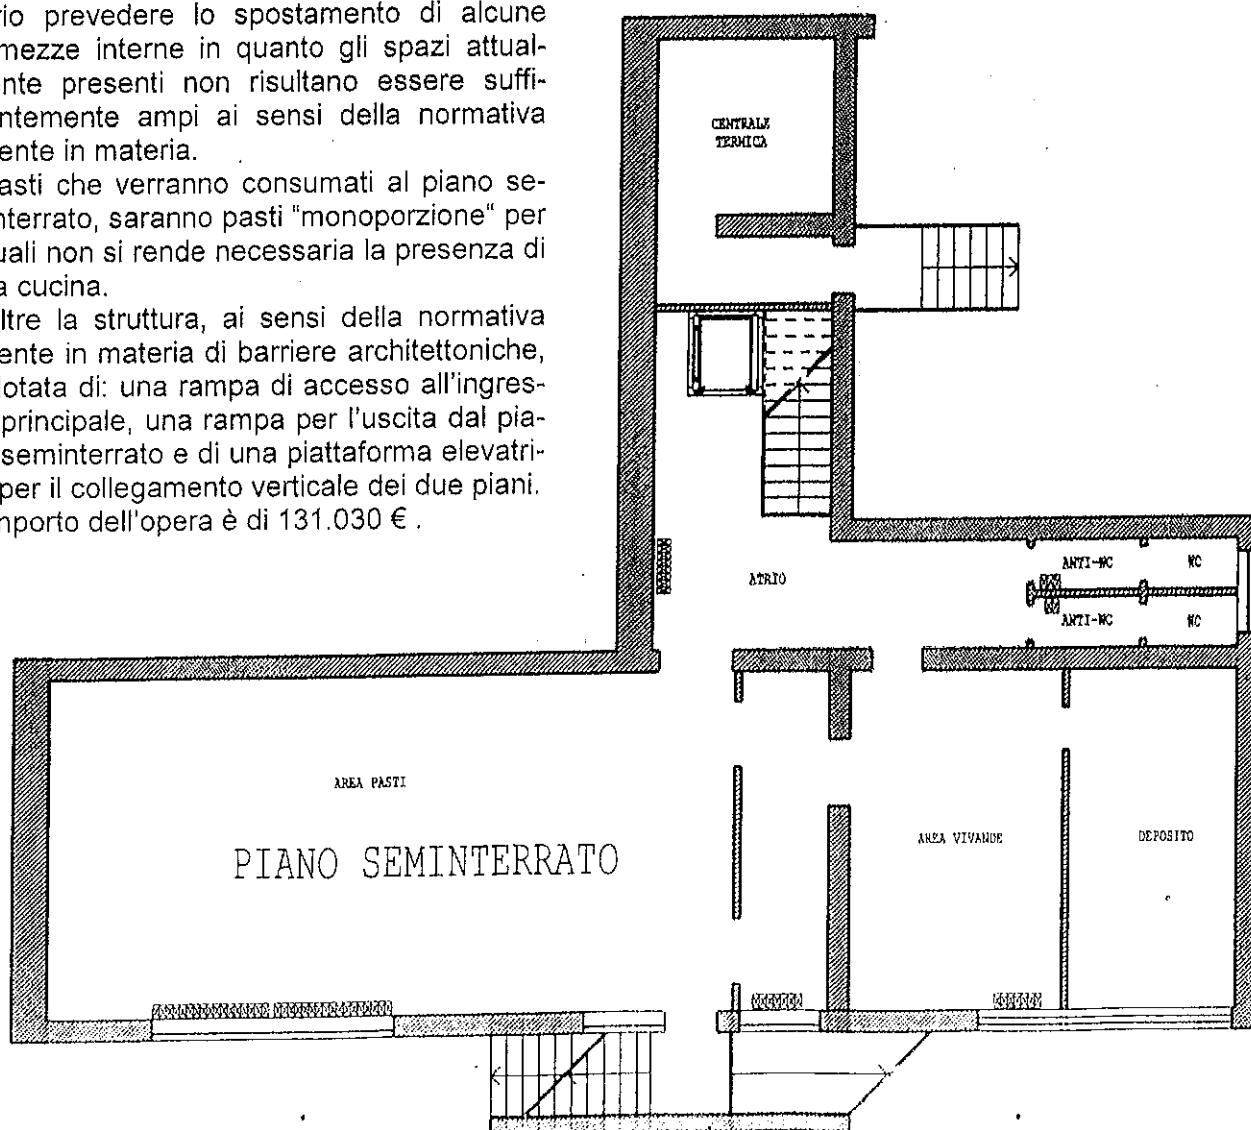 rio prevedere lo spostamento di alcune
mezze interne in quanto gli spazi attual-
nte presenti non risultano essere suffi-
ntemente ampi ai sensi della normativa
ente in materia.
asti che verranno consumati al piano se-
nterrato, saranno pasti "monoporzione" per
uali non si rende necessaria la presenza di
a cucina.
ltre la struttura, ai sensi della normativa
ente in materia di barriere architettoniche,
otata di: una rampa di accesso all'ingres-
principale, una rampa per l'uscita dal pia-
seminterrato e di una piattaforma elevatri-
per il collegamento verticale dei due piani.
mporto dell'opera è di 131.030 € .
CENTRALE
TERMICA
ATRIO
ANTI-WC
WC
ANTI-WC
WC
AREA PASTI
PIANO SEMINTERRATO
AREA VIVANDE
DEPOSITO